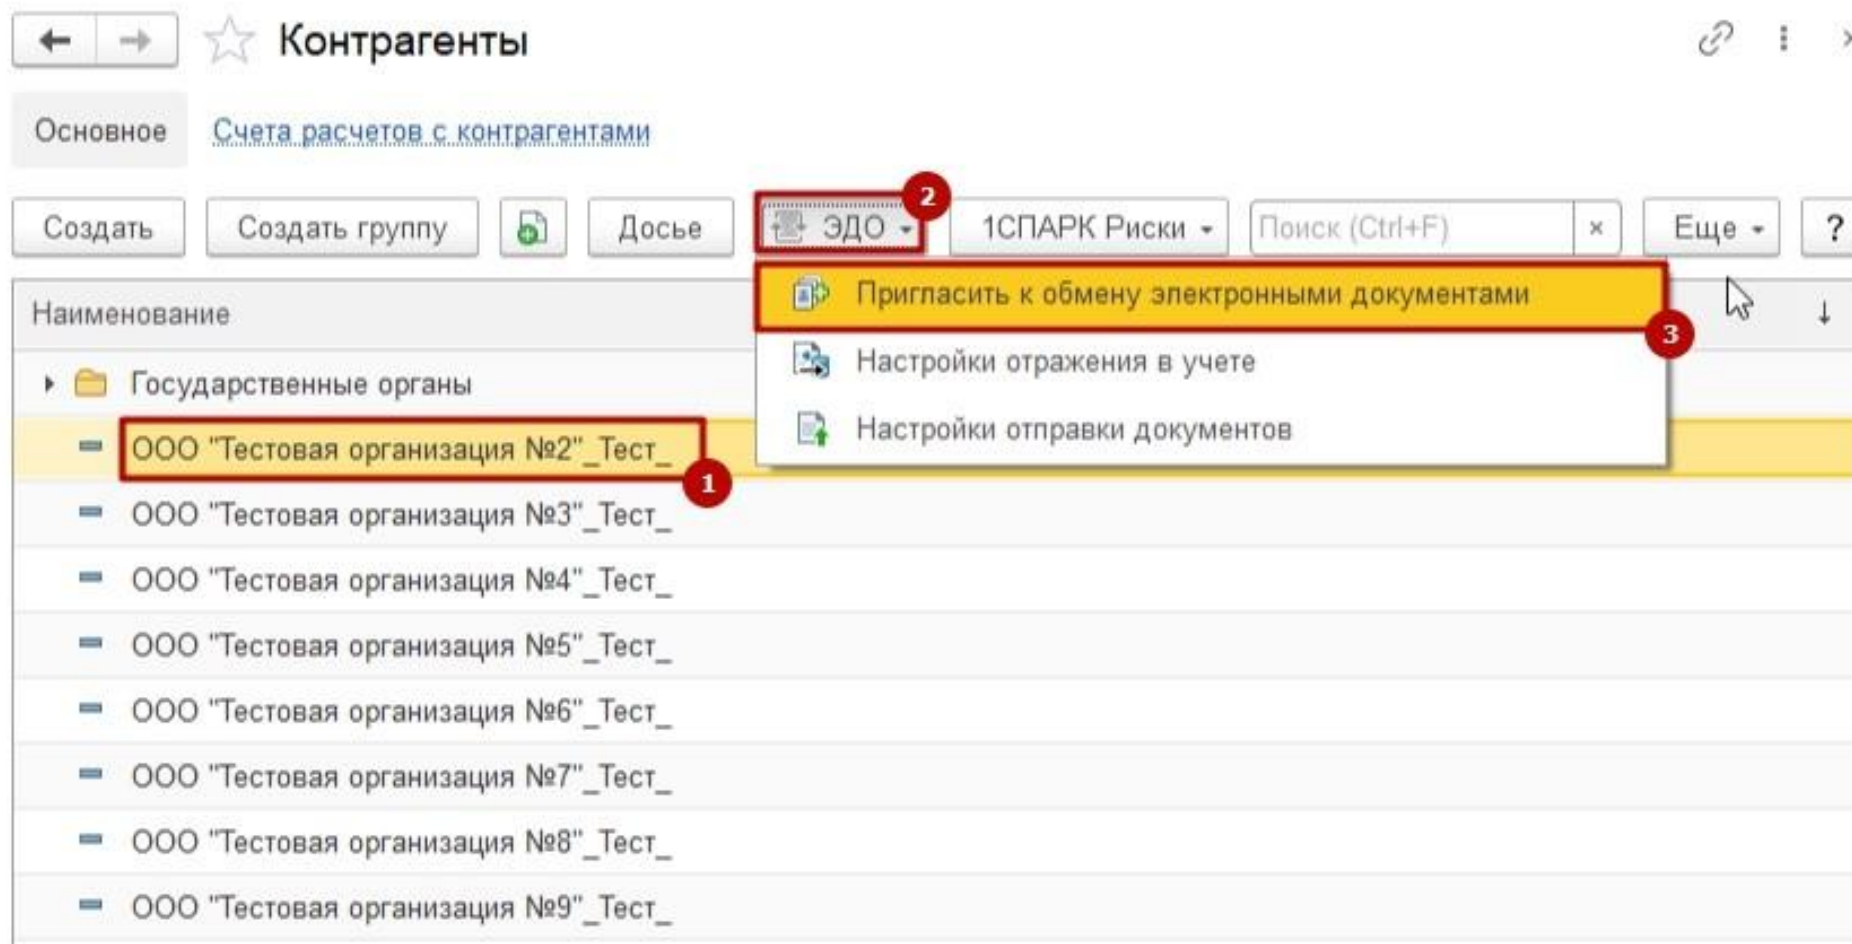 Контрагенты
Основное Счета расчетов с контрагентами
Создать Создать группу Досье ЭДО 2 1СПАРК Риски Поиск (Ctrl+F) × Еще ?
Наименование ↓
Пригласить к обмену электронными документами 3
Настройки отражения в учете
Настройки отправки документов
Государственные органы
ООО "Тестовая организация №2"_Тест_ 1
ООО "Тестовая организация №3"_Тест_
ООО "Тестовая организация №4"_Тест_
ООО "Тестовая организация №5"_Тест_
ООО "Тестовая организация №6"_Тест_
ООО "Тестовая организация №7"_Тест_
ООО "Тестовая организация №8"_Тест_
ООО "Тестовая организация №9"_Тест_